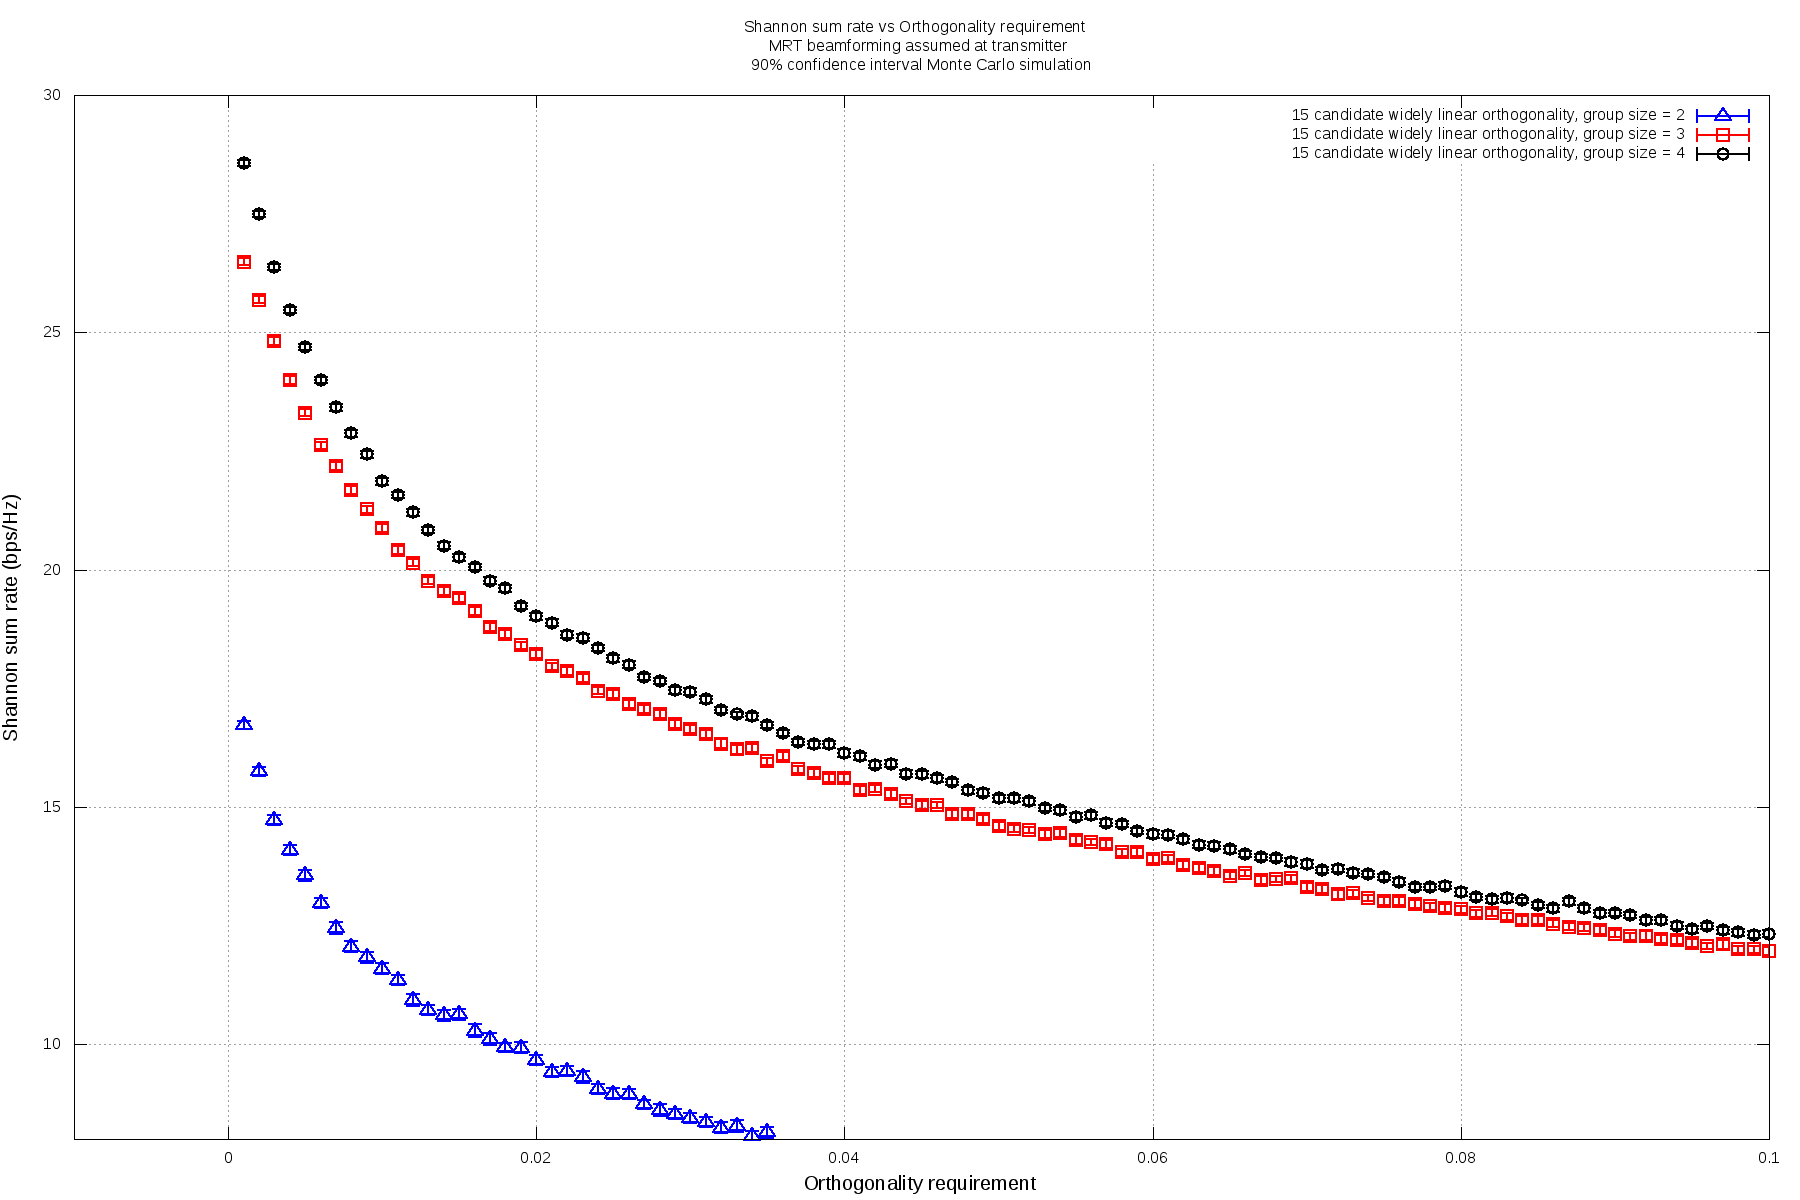 Shannon sum rate vs Orthogonality requirement
MRT beamforming assumed at transmitter
90% confidence interval Monte Carlo simulation
15 candidate widely linear orthogonality, group size = 2
15 candidate widely linear orthogonality, group size = 3
15 candidate widely linear orthogonality, group size = 4
Shannon sum rate (bps/Hz)
30
25
20
15
10
0 0.02 0.04 0.06 0.08 0.1
Orthogonality requirement